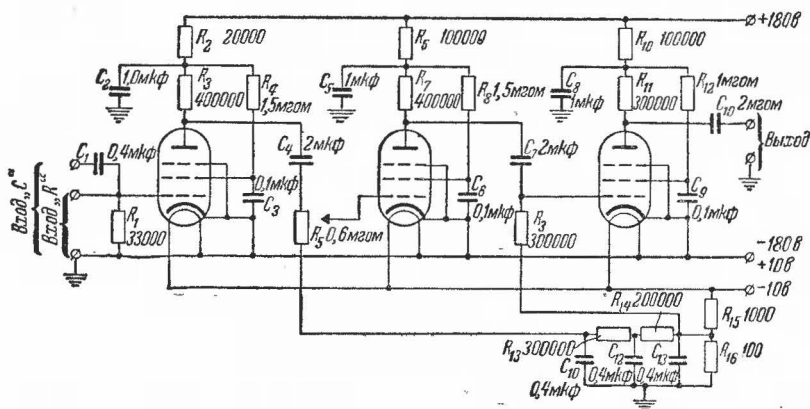 +180в
R2 20000
R6 100000
R10 100000
C2 1,0мкф
R3 400000
R4 1,5мгом
C5 1мкф
R7 400000
R8 1,5мгом
C8 1мкф
R11 300000
R12 1мгом
C10 2мгом
Выход
C1 0,4мкф
C4 2мкф
C7 2мкф
Вход „С“
Вход „R“
R1 33000
0,1мкф C3
R5 0,6мгом
C6 0,1мкф
R3 300000
C9 0,1мкф
-180в
+10в
-10в
R14 200000
R15 1000
R13 300000
C10 0,4мкф
C12 0,4мкф
C13 0,4мкф
R16 100